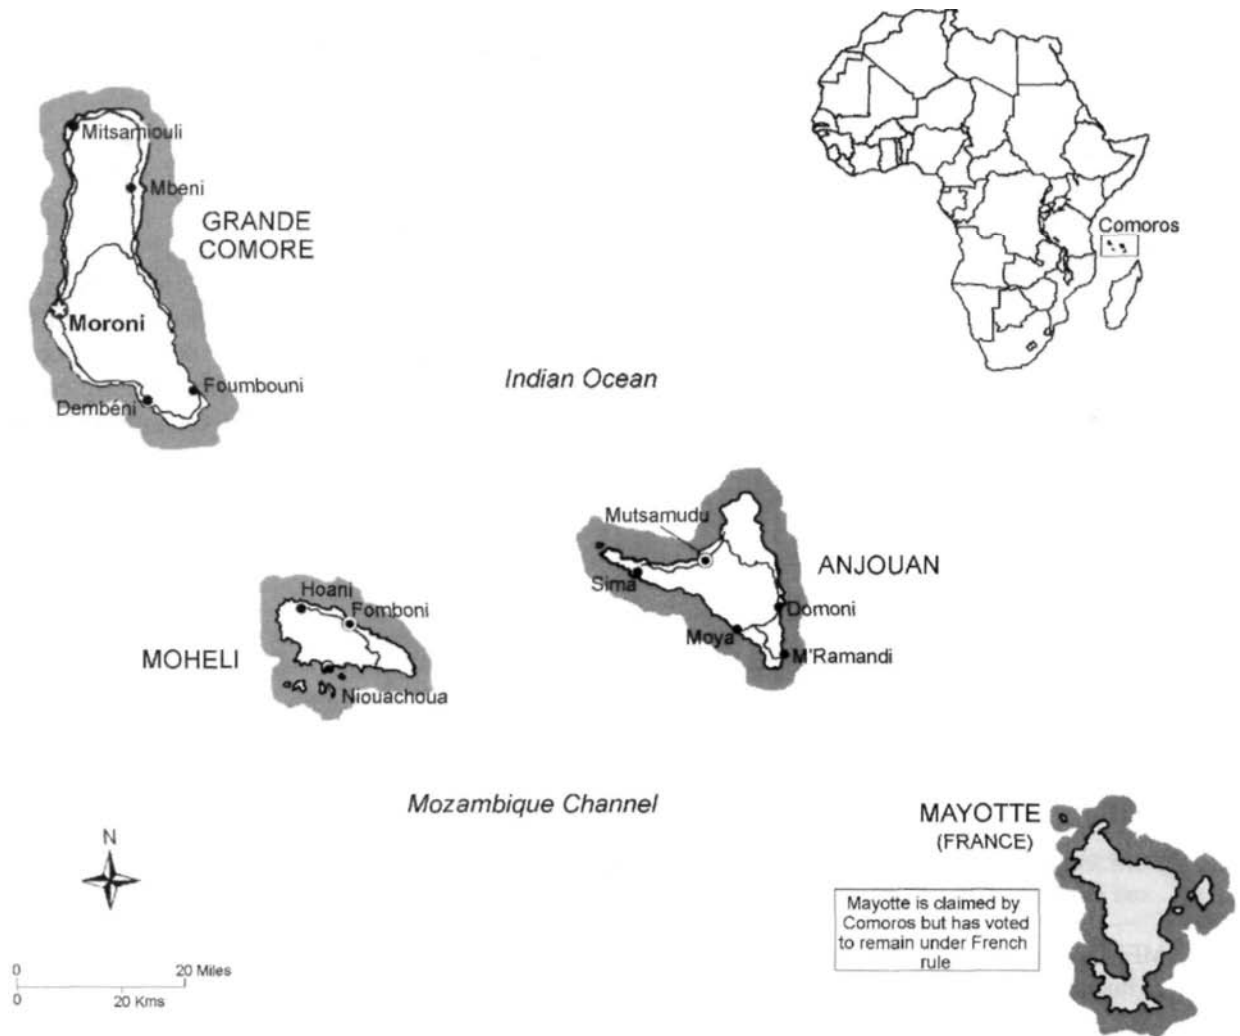 Mitsamiouli
Mbeni
GRANDE
COMORE
Moroni
Foumbouni
Dembéni
Comoros
Indian Ocean
Mutsamudu
ANJOUAN
Sima
Domoni
Moya
M'Ramandi
Hoani
Fomboni
MOHELI
Niouachoua
Mozambique Channel
MAYOTTE
(FRANCE)
Mayotte is claimed by
Comoros but has voted
to remain under French
rule
N
0 20 Miles
0 20 Kms